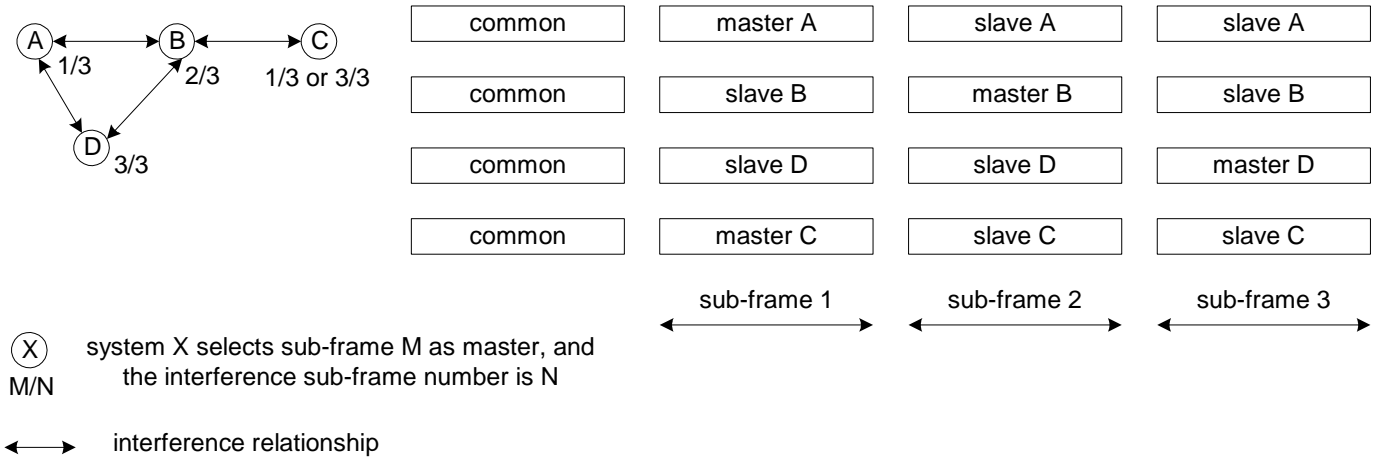 A
B
C
1/3
2/3
1/3 or 3/3
D
3/3
common
master A
slave A
slave A
common
slave B
master B
slave B
common
slave D
slave D
master D
common
master C
slave C
slave C
sub-frame 1
sub-frame 2
sub-frame 3
X
M/N
system X selects sub-frame M as master, and
the interference sub-frame number is N
interference relationship